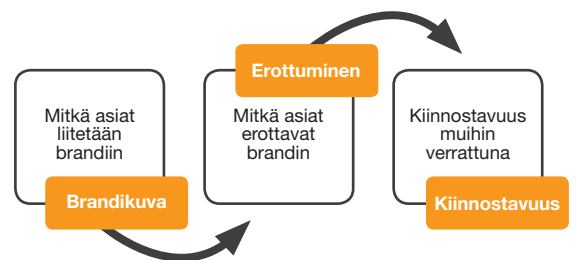 Mitkä asiat
liitetään
brandiin
Brandikuva
Erottuminen
Mitkä asiat
erottavat
brandin
Kiinnostavuus
muihin
verrattuna
Kiinnostavuus